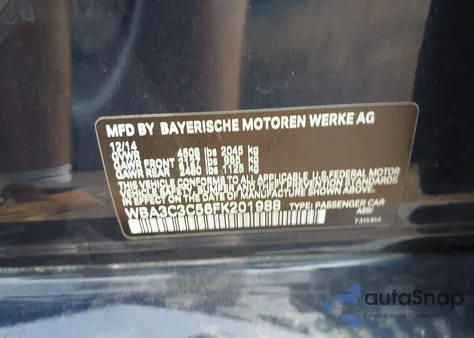 MFD BY BAYERISCHE MOTOREN WERKE AG
12/14
GVWR 4508 lbs 2045 kg
GAWR FRONT 2127 lbs 965 kg
GAWR REAR 2480 lbs 1125 kg
THIS VEHICLE CONFORMS TO ALL APPLICABLE U.S. FEDERAL MOTOR
VEHICLE SAFETY, BUMPER AND THEFT PREVENTION STANDARDS
IN EFFECT ON THE DATE OF MANUFACTURE SHOWN ABOVE.
WBA3C3C56FK201988 TYPE: PASSENGER CAR
autaSnap